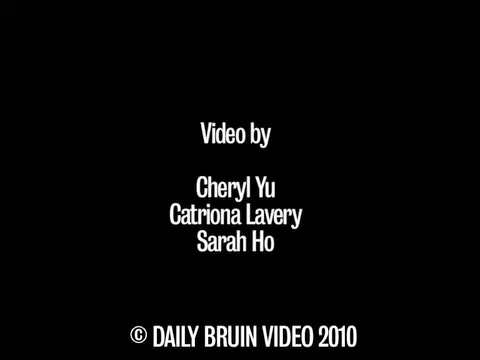 Video by
Cheryl Yu
Catriona Lavery
Sarah Ho
© DAILY BRUIN VIDEO 2010